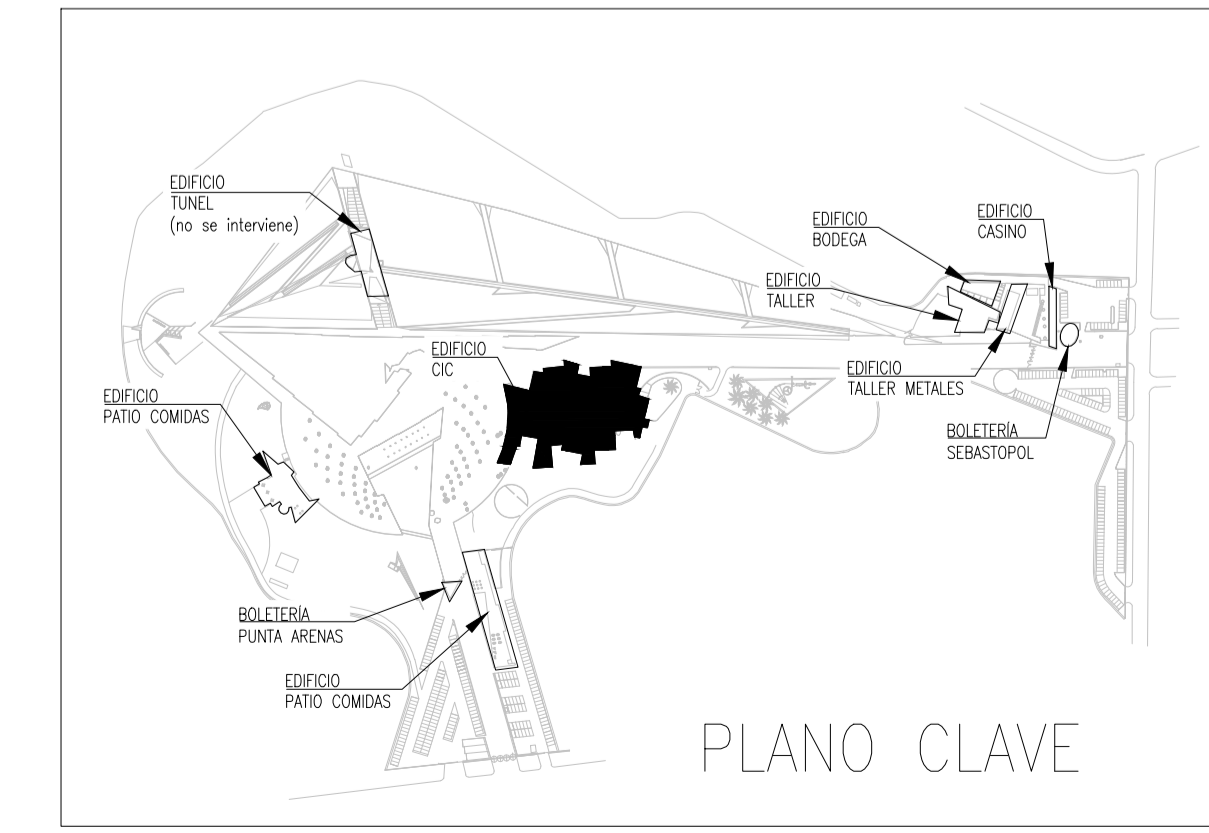 EDIFICIO
TUNEL
(no se interviene)
EDIFICIO
BODEGA
EDIFICIO
CASINO
EDIFICIO
TALLER
EDIFICIO
CIC
EDIFICIO
TALLER METALES
EDIFICIO
PATIO COMIDAS
BOLETERÍA
SEBASTOPOL
BOLETERÍA
PUNTA ARENAS
EDIFICIO
PATIO COMIDAS
PLANO CLAVE